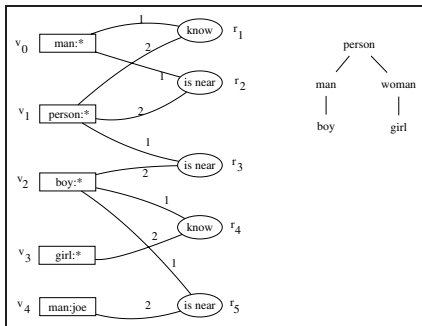 v0 man:* 1 know r1
2
person
is near r2
1
man woman
v1 person:* 2
boy girl
1
is near r3
v2 boy:* 2
1
know r4
2
v3 girl:* 1
v4 man:joe 2 is near r5